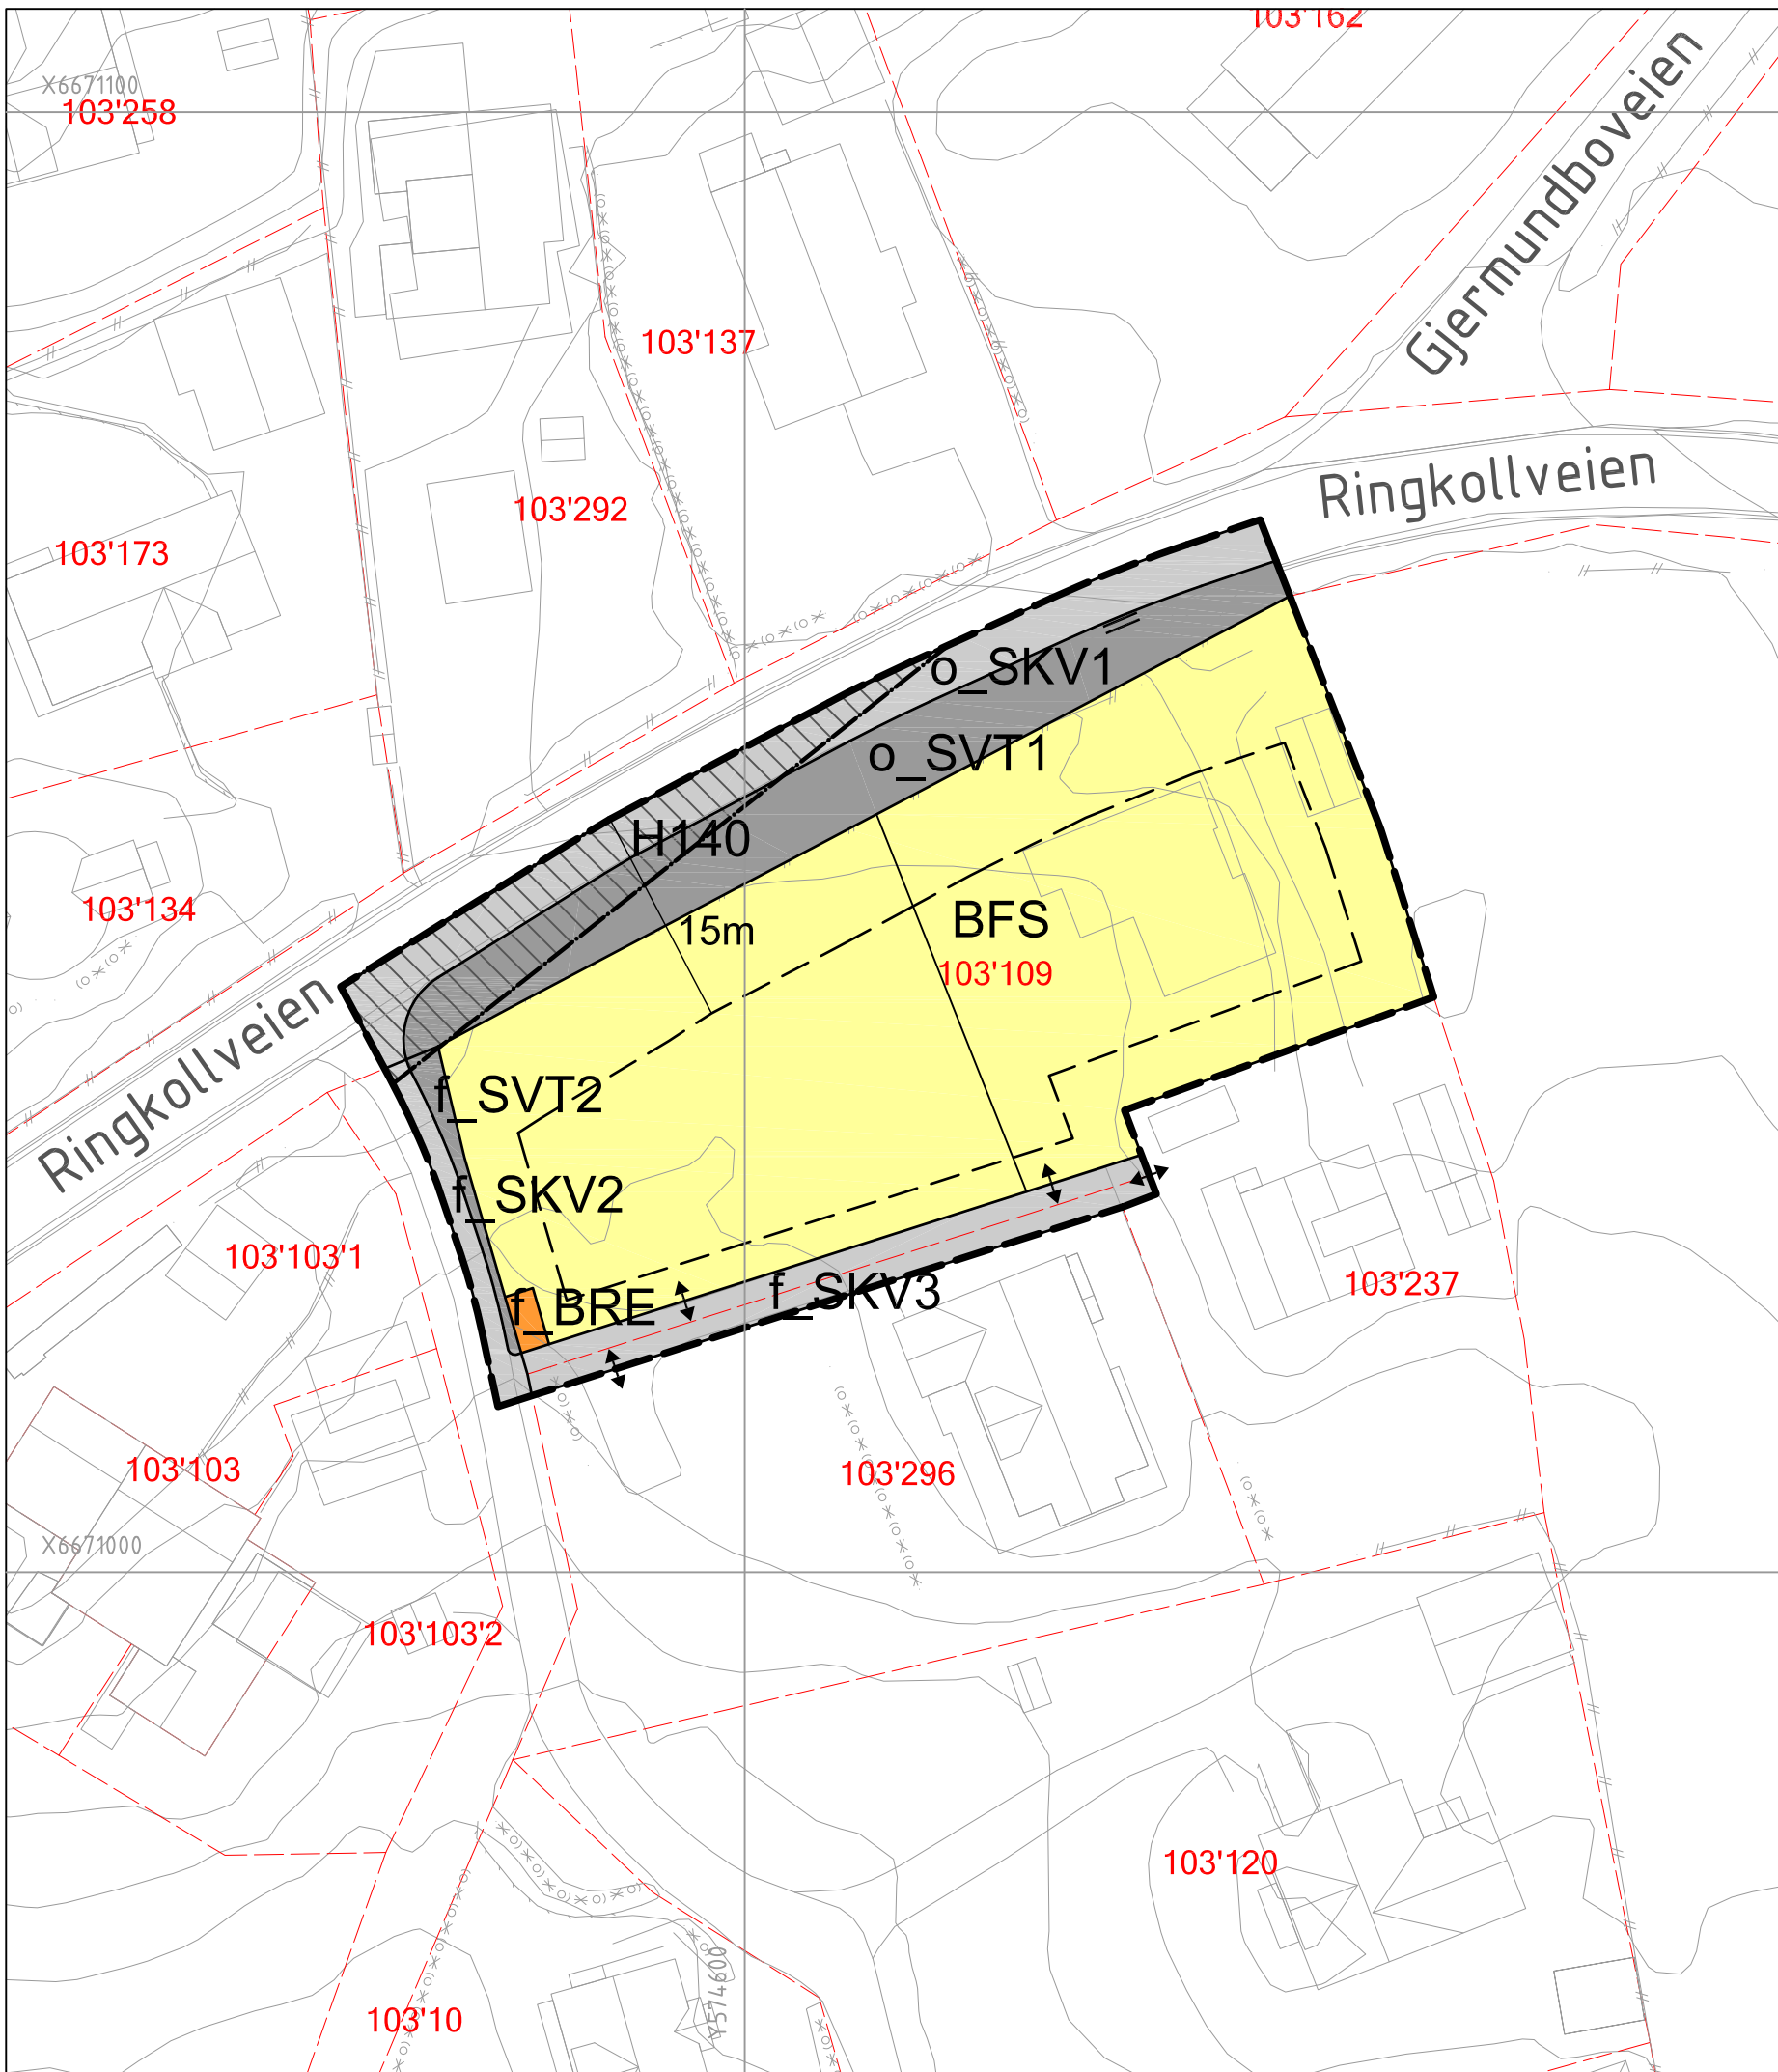 103'162
X6671100
103'258
Gjermundboveien
103'137
Ringkollveien
103'292
103'173
o_SKV1
o_SVT1
H140
103'134
15m
BFS
103'109
Ringkollveien
f_SVT2
f_SKV2
103'103'1
f_BRE
f_SKV3
103'237
103'103
103'296
X6671000
103'103'2
103'120
Y574600
103'10